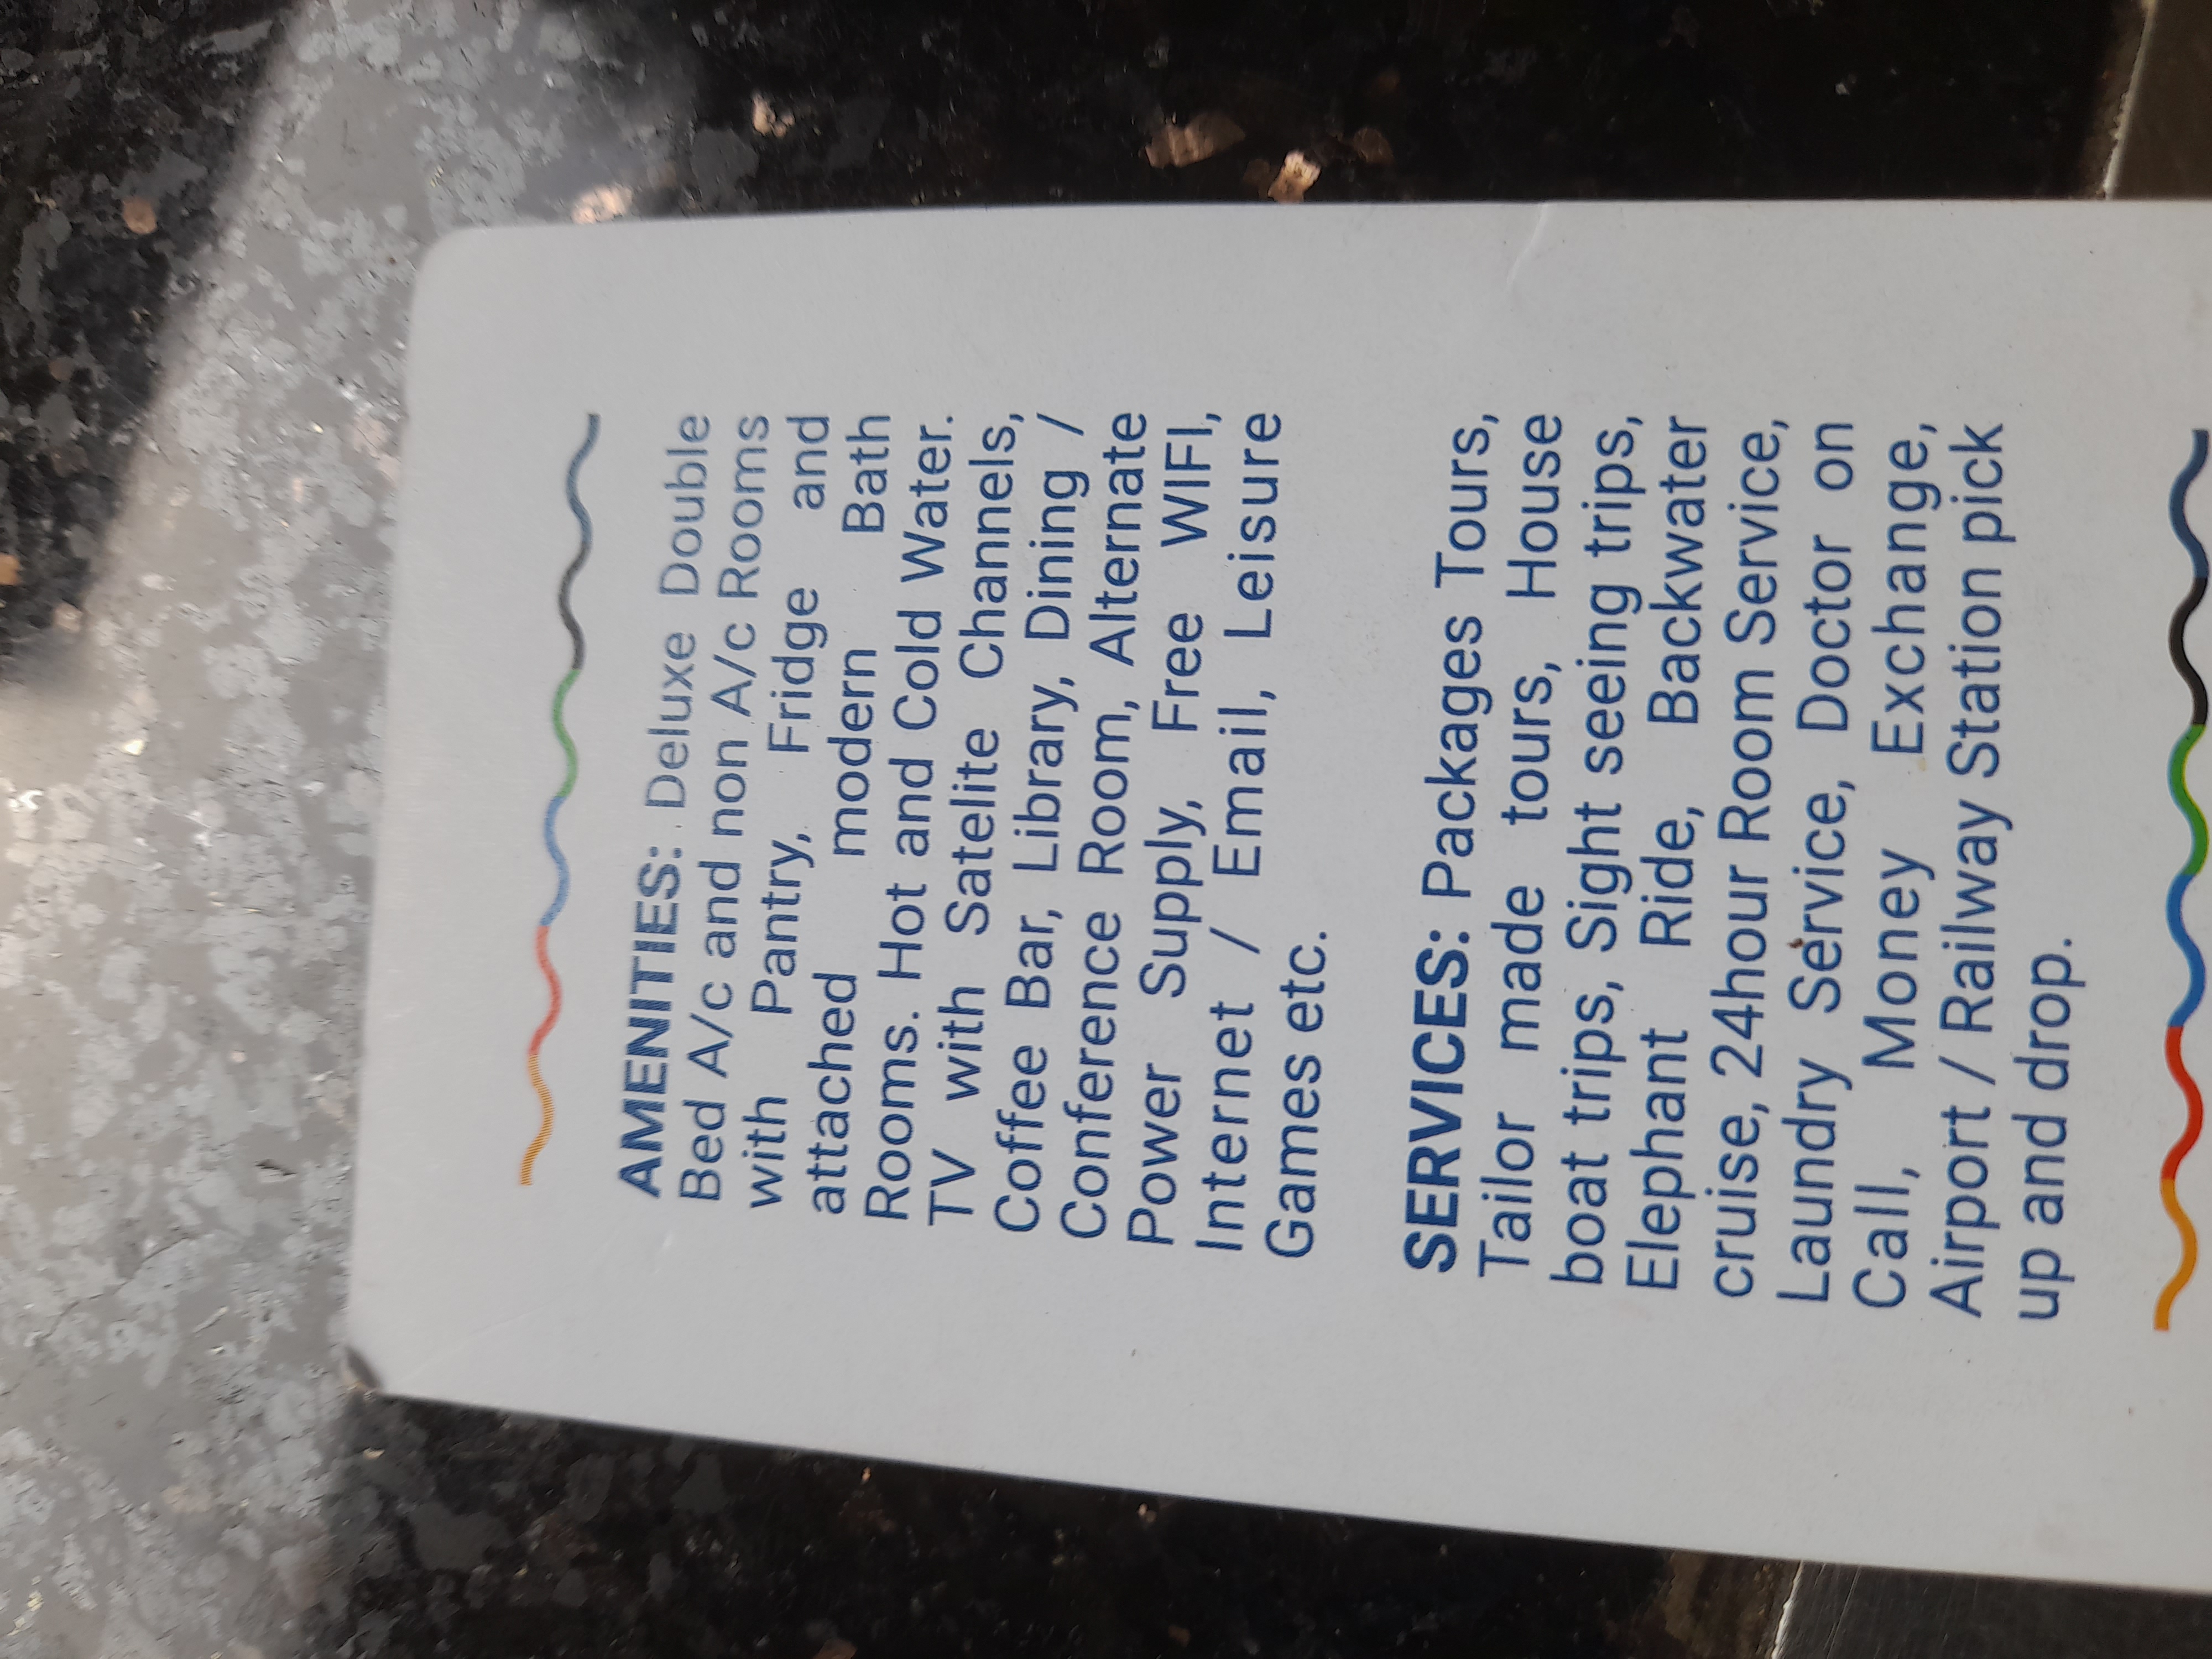 AMENITIES: Deluxe Double
Bed A/c and non A/c Rooms
with Pantry, Fridge and
attached modern Bath
Rooms. Hot and Cold Water.
TV with Satelite Channels,
Coffee Bar, Library, Dining /
Conference Room, Alternate
Power Supply, Free WIFI,
Internet / Email, Leisure
Games etc.
SERVICES: Packages Tours,
Tailor made tours, House
boat trips, Sight seeing trips,
Elephant Ride, Backwater
cruise, 24hour Room Service,
Laundry Service, Doctor on
Call, Money Exchange,
Airport / Railway Station pick
up and drop.